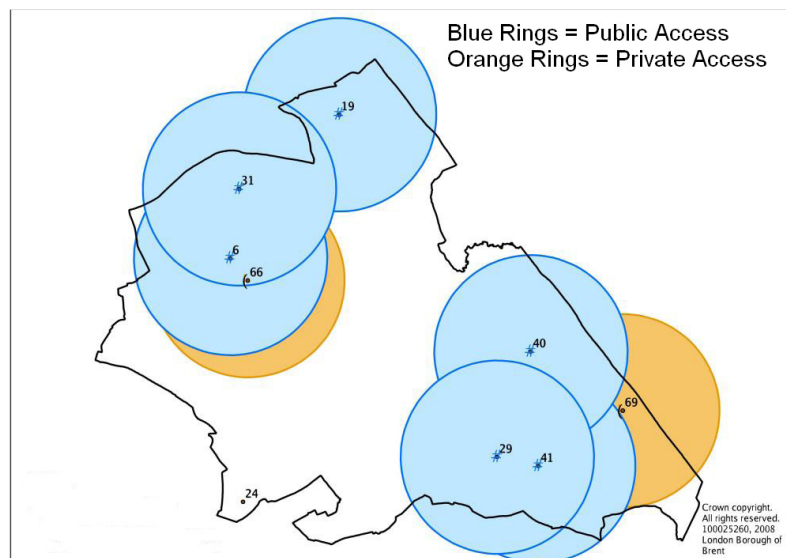 Blue Rings = Public Access
Orange Rings = Private Access
19
31
6
66
40
69
29
41
24
Crown copyright.
All rights reserved.
100025260, 2008
London Borough of
Brent